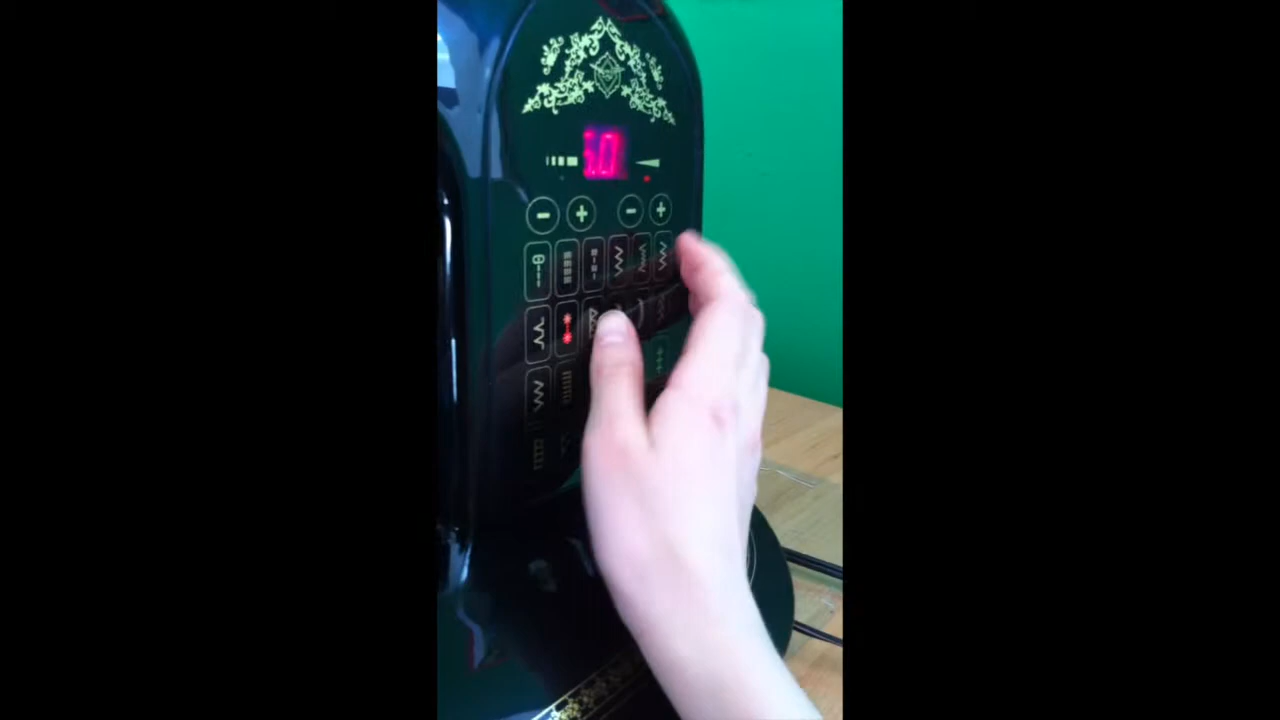 5.0
- + - +